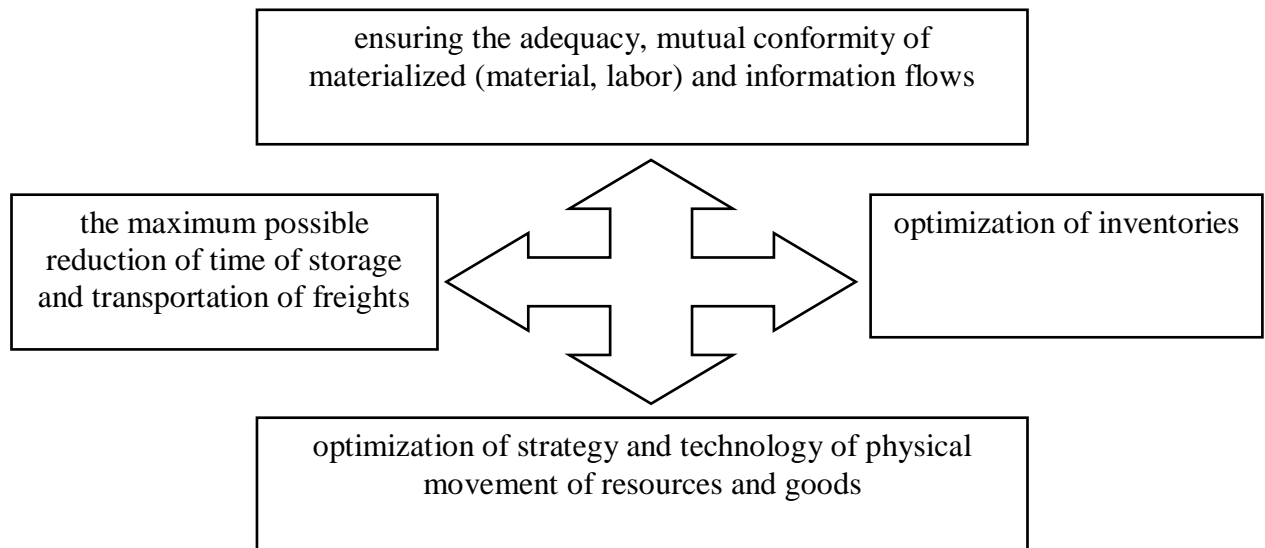 ensuring the adequacy, mutual conformity of
materialized (material, labor) and information flows
the maximum possible
reduction of time of storage
and transportation of freights
optimization of inventories
optimization of strategy and technology of physical
movement of resources and goods